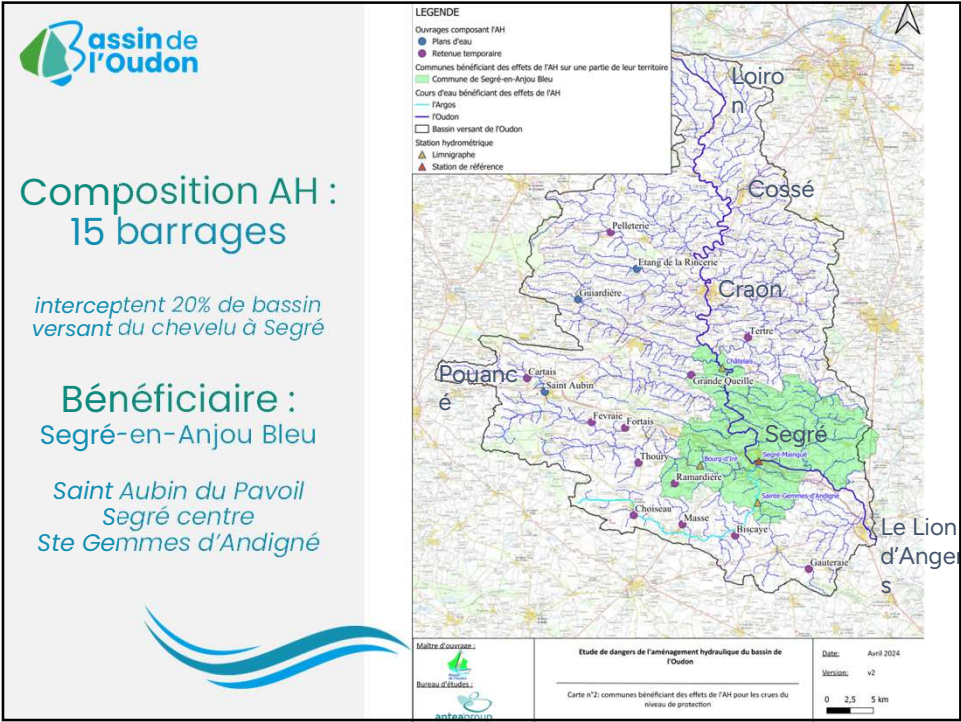 Bassin de
l'Oudon
Composition AH :
15 barrages
interceptent 20% de bassin
versant du chevelu à Segré
Bénéficiaire :
Segré-en-Anjou Bleu
Saint Aubin du Pavoil
Segré centre
Ste Gemmes d'Andigné
LEGENDE
Ouvrages composant l'AH
Plans d'eau
Retenue temporaire
Communes bénéficiant des effets de l'AH sur une partie de leur territoire
Commune de Segré-en-Anjou Bleu
Cours d'eau bénéficiant des effets de l'AH
l'Argos
l'Oudon
Bassin versant de l'Oudon
Station hydrométrique
Limnigraphe
Station de référence
Loiro
n
Cossé
Pelleterie
Etang de la Rincerie
Guiardière
Craon
Tertre
Châtelais
Pouanc
é
Cartais
Saint Aubin
Grande Queille
Fevraie
Fortais
Segré
Thoury
Bourg-d'Iré
Segré-Maingué
Ramardière
Sainte-Gemmes-d'Andigné
Choiseau
Masse
Biscaye
Le Lion
d'Anger
s
Gauteraie
Maître d'ouvrage :
Bureau d'études :
anteagroup
Etude de dangers de l'aménagement hydraulique du bassin de
l'Oudon
Carte n°2: communes bénéficiant des effets de l'AH pour les crues du
niveau de protection
Date: Avril 2024
Version: v2
0 2,5 5 km